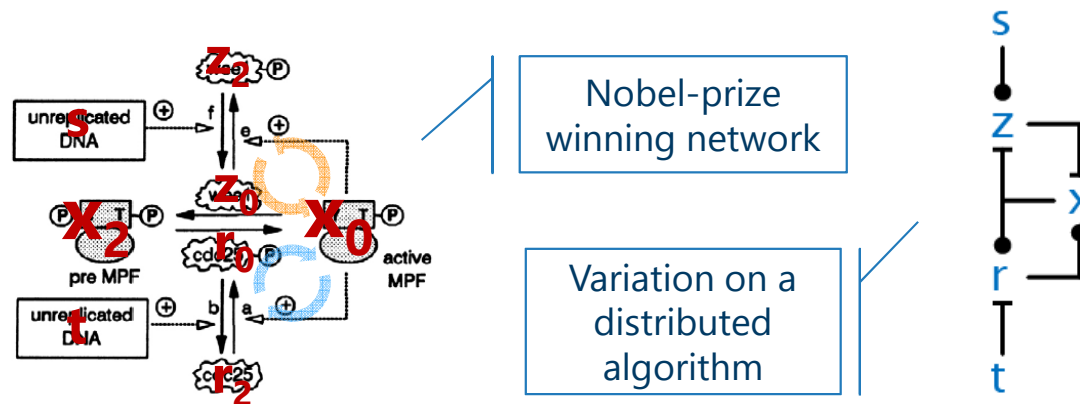 z2
P
unreplicated
DNA
s
+
f
e
+
z0
P
T
P
x2
x0
r0
cdc25
P
pre MPF
active
MPF
unreplicated
DNA
t
+
b
a
+
cdc25
r2
Nobel-prize
winning network
Variation on a
distributed
algorithm
s
z
x
r
t